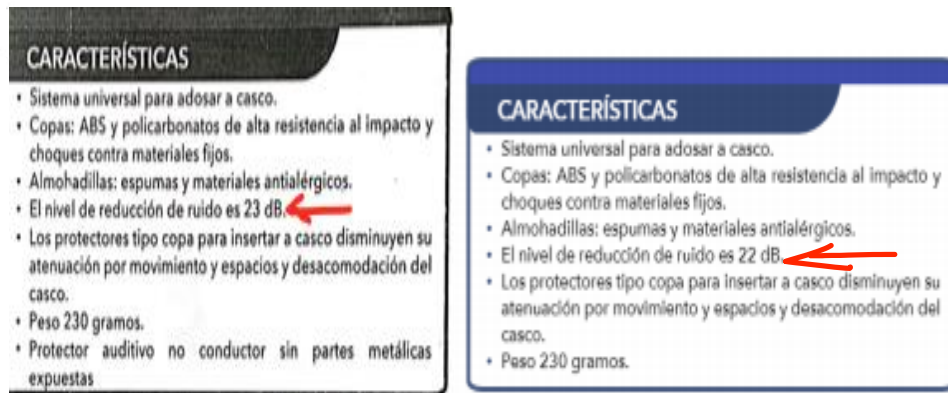 CARACTERÍSTICAS
• Sistema universal para adosar a casco.
• Copas: ABS y policarbonatos de alta resistencia al impacto y
choques contra materiales fijos.
• Almohadillas: espumas y materiales antialérgicos.
• El nivel de reducción de ruido es 23 dB.
• Los protectores tipo copa para insertar a casco disminuyen su
atenuación por movimiento y espacios y desacomodación del
casco.
• Peso 230 gramos.
• Protector auditivo no conductor sin partes metálicas
expuestas
CARACTERÍSTICAS
• Sistema universal para adosar a casco.
• Copas: ABS y policarbonatos de alta resistencia al impacto y
choques contra materiales fijos.
• Almohadillas: espumas y materiales antialérgicos.
• El nivel de reducción de ruido es 22 dB.
• Los protectores tipo copa para insertar a casco disminuyen su
atenuación por movimiento y espacios y desacomodación del
casco.
• Peso 230 gramos.